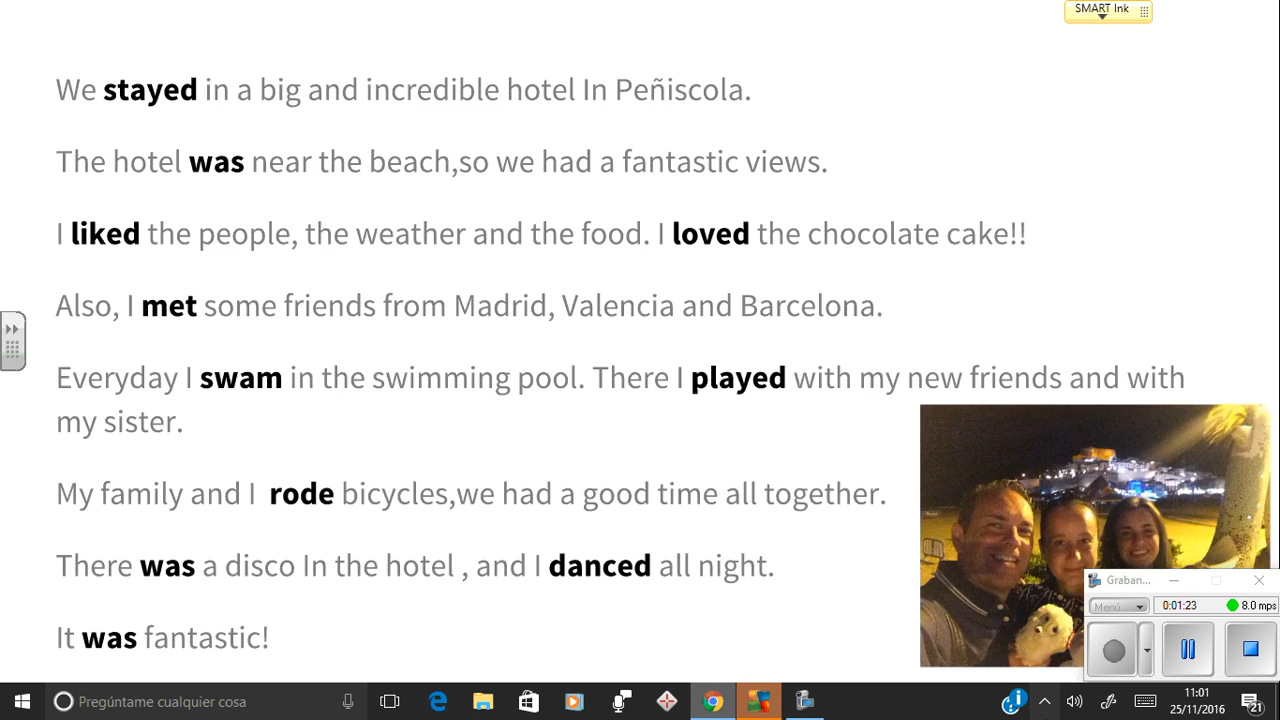 SMART Ink
We stayed in a big and incredible hotel In Peñiscola.
The hotel was near the beach,so we had a fantastic views.
I liked the people, the weather and the food. I loved the chocolate cake!!
Also, I met some friends from Madrid, Valencia and Barcelona.
Everyday I swam in the swimming pool. There I played with my new friends and with
my sister.
My family and I rode bicycles,we had a good time all together.
There was a disco In the hotel , and I danced all night.
It was fantastic!
Graban...
Menú
0:01:23
8.0 mps
Pregúntame cualquier cosa
11:01
25/11/2016
21